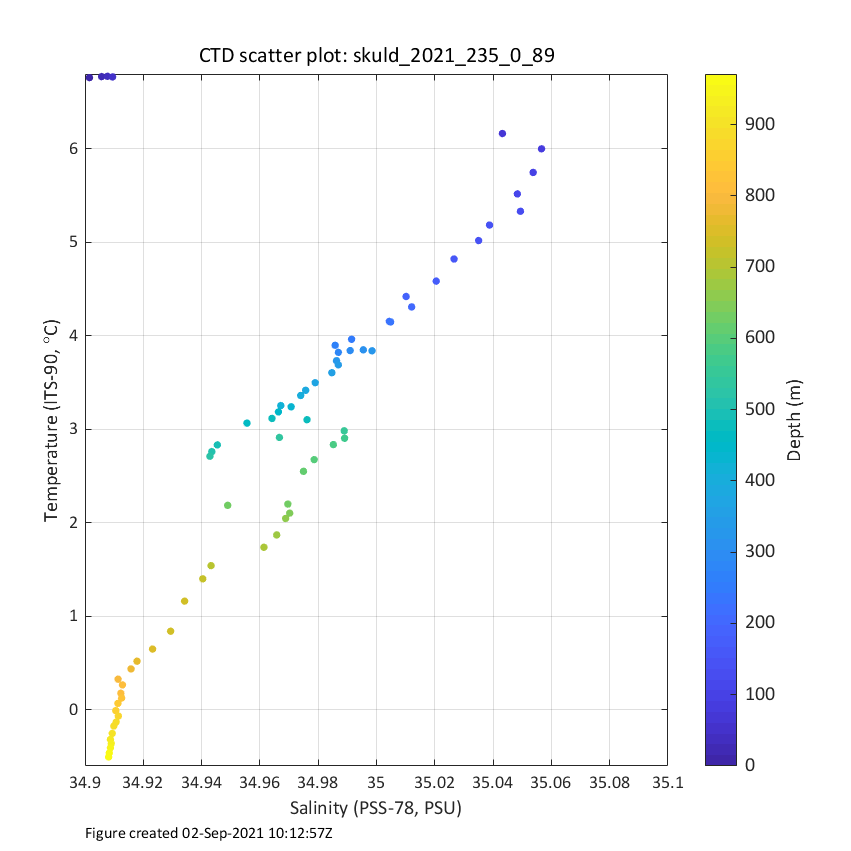 CTD scatter plot: skuld_2021_235_0_89
6
5
4
3
2
1
0
Temperature (ITS-90, °C)
34.9 34.92 34.94 34.96 34.98 35 35.02 35.04 35.06 35.08 35.1
Salinity (PSS-78, PSU)
900
800
700
600
500
400
300
200
100
0
Depth (m)
Figure created 02-Sep-2021 10:12:57Z